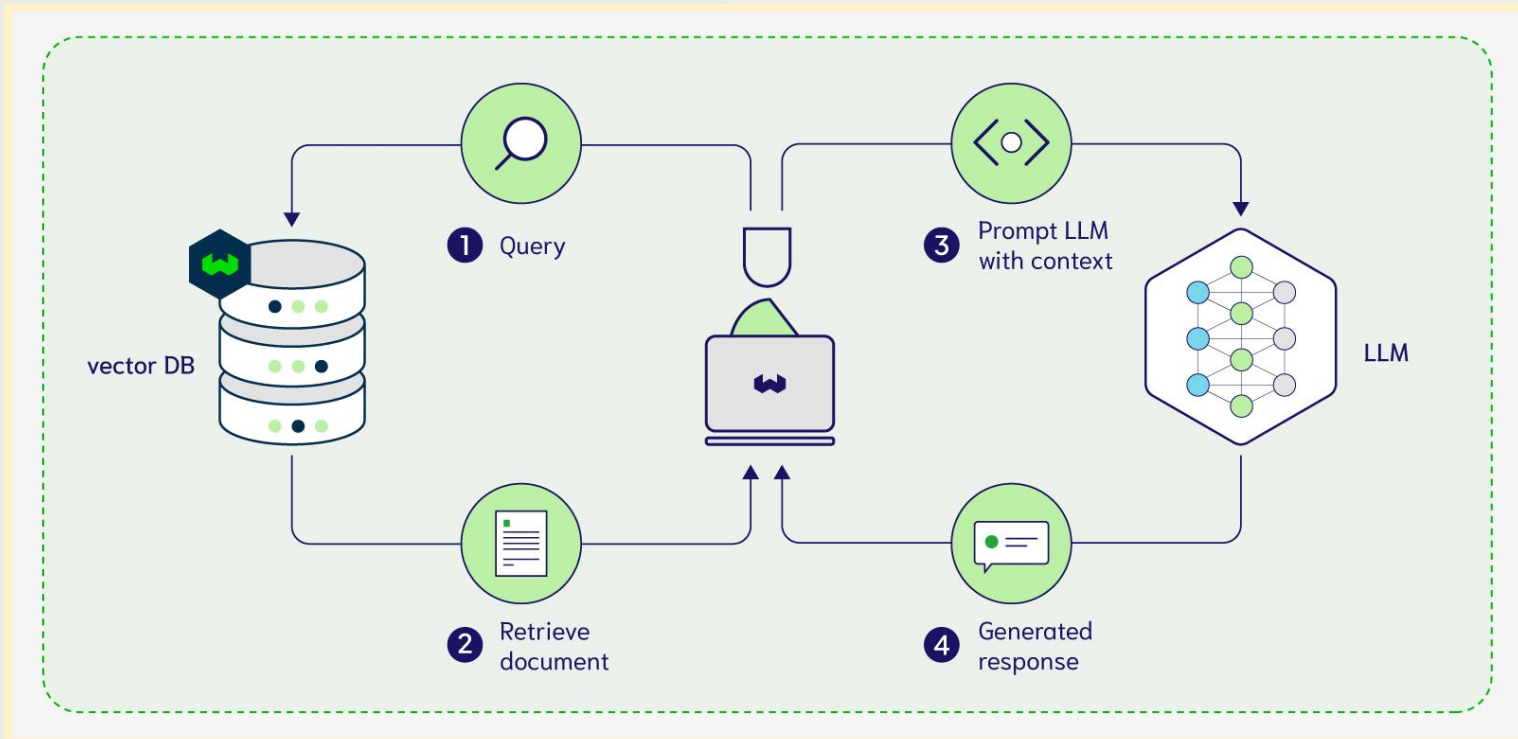 1 Query
3 Prompt LLM
with context
vector DB
LLM
2 Retrieve
document
4 Generated
response